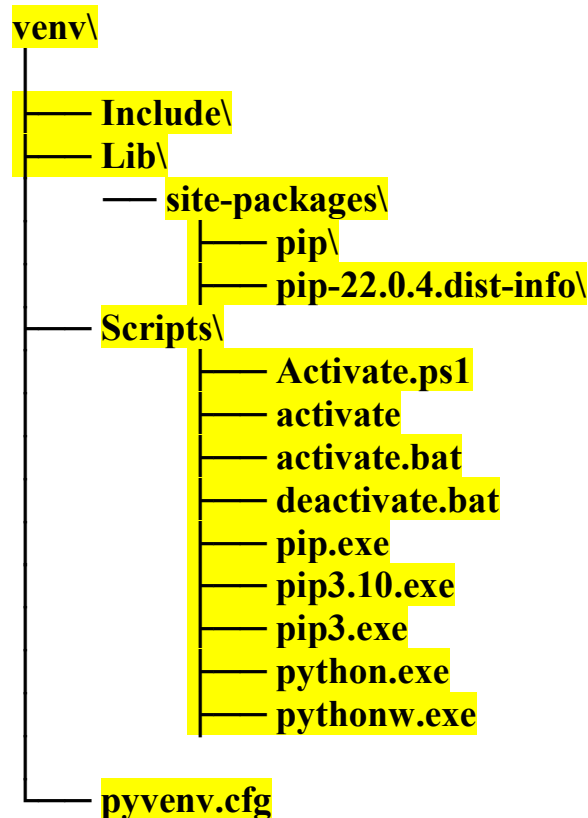 venv\
Include\
Lib\
site-packages\
pip\
pip-22.0.4.dist-info\
Scripts\
Activate.ps1
activate
activate.bat
deactivate.bat
pip.exe
pip3.10.exe
pip3.exe
python.exe
pythonw.exe
pyvenv.cfg